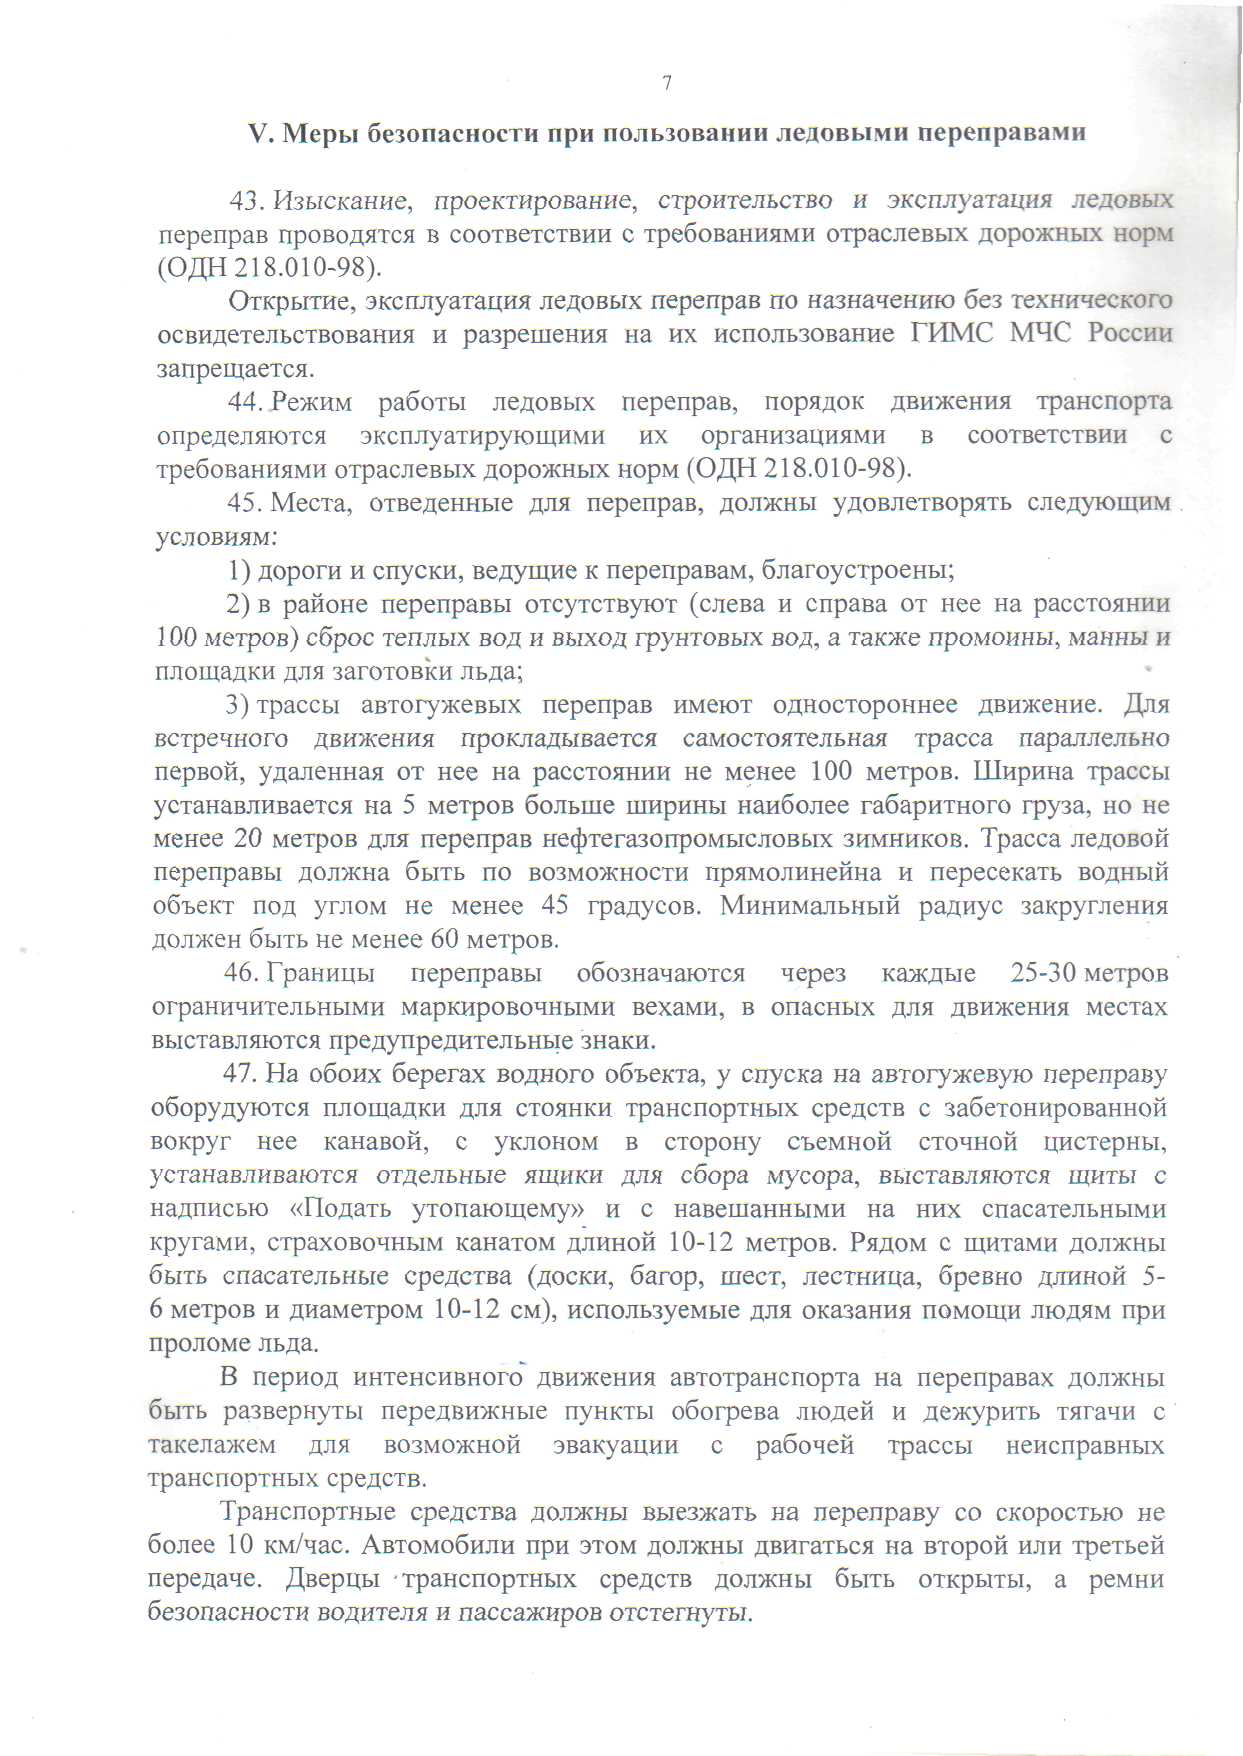 7
V. Меры безопасности при пользовании ледовыми переправами
43. Изыскание, проектирование, строительство и эксплуатация ледовых
переправ проводятся в соответствии с требованиями отраслевых дорожных норм
(ОДН 218.010-98).
Открытие, эксплуатация ледовых переправ по назначению без технического
освидетельствования и разрешения на их использование ГИМС МЧС России
запрещается.
44. Режим работы ледовых переправ, порядок движения транспорта
определяются эксплуатирующими их организациями в соответствии с
требованиями отраслевых дорожных норм (ОДН 218.010-98).
45. Места, отведенные для переправ, должны удовлетворять следующим
условиям:
1) дороги и спуски, ведущие к переправам, благоустроены;
2) в районе переправы отсутствуют (слева и справа от нее на расстоянии
100 метров) сброс теплых вод и выход грунтовых вод, а также промоины, манны и
площадки для заготовки льда;
3) трассы автогужевых переправ имеют одностороннее движение. Для
встречного движения прокладывается самостоятельная трасса параллельно
первой, удаленная от нее на расстоянии не менее 100 метров. Ширина трассы
устанавливается на 5 метров больше ширины наиболее габаритного груза, но не
менее 20 метров для переправ нефтегазопромысловых зимников. Трасса ледовой
переправы должна быть по возможности прямолинейна и пересекать водный
объект под углом не менее 45 градусов. Минимальный радиус закругления
должен быть не менее 60 метров.
46. Границы переправы обозначаются через каждые 25-30 метров
ограничительными маркировочными вехами, в опасных для движения местах
выставляются предупредительные знаки.
47. На обоих берегах водного объекта, у спуска на автогужевую переправу
оборудуются площадки для стоянки транспортных средств с забетонированной
вокруг нее канавой, с уклоном в сторону съемной сточной цистерны,
устанавливаются отдельные ящики для сбора мусора, выставляются щиты с
надписью «Подать утопающему» и с навешанными на них спасательными
кругами, страховочным канатом длиной 10-12 метров. Рядом с щитами должны
быть спасательные средства (доски, багор, шест, лестница, бревно длиной 5-
6 метров и диаметром 10-12 см), используемые для оказания помощи людям при
проломе льда.
В период интенсивного движения автотранспорта на переправах должны
быть развернуты передвижные пункты обогрева людей и дежурить тягачи с
такелажем для возможной эвакуации с рабочей трассы неисправных
транспортных средств.
Транспортные средства должны выезжать на переправу со скоростью не
более 10 км/час. Автомобили при этом должны двигаться на второй или третьей
передаче. Дверцы транспортных средств должны быть открыты, а ремни
безопасности водителя и пассажиров отстегнуты.